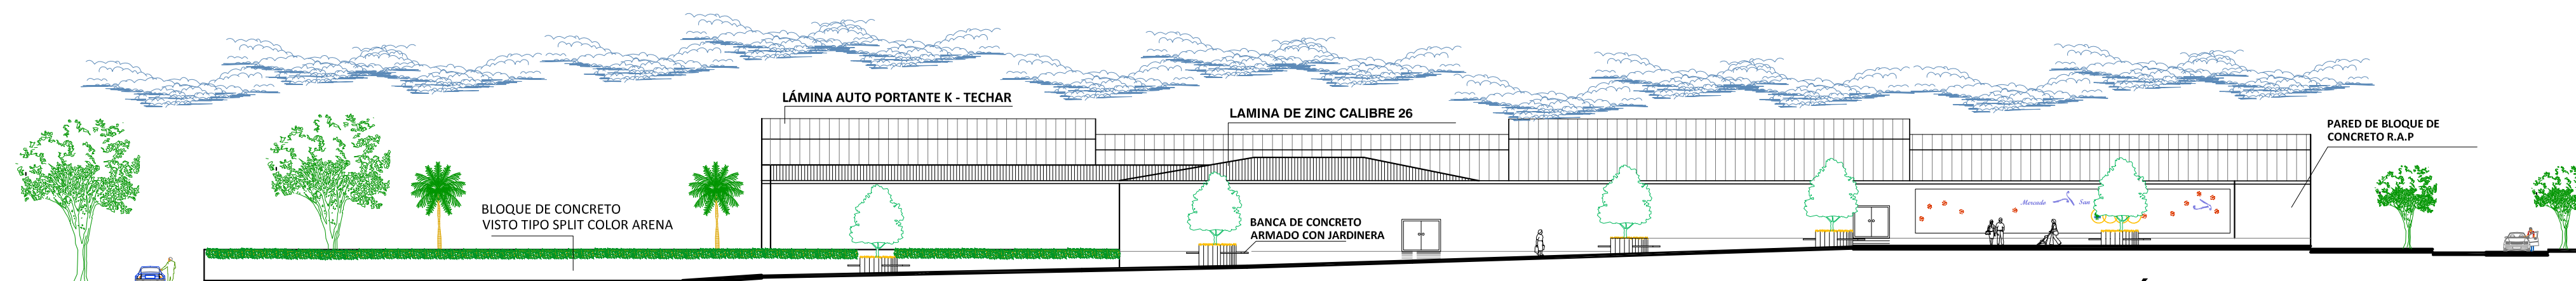 LÁMINA AUTO PORTANTE K - TECHAR
LAMINA DE ZINC CALIBRE 26
PARED DE BLOQUE DE
CONCRETO R.A.P
BLOQUE DE CONCRETO
VISTO TIPO SPLIT COLOR ARENA
BANCA DE CONCRETO
ARMADO CON JARDINERA
Mercado San